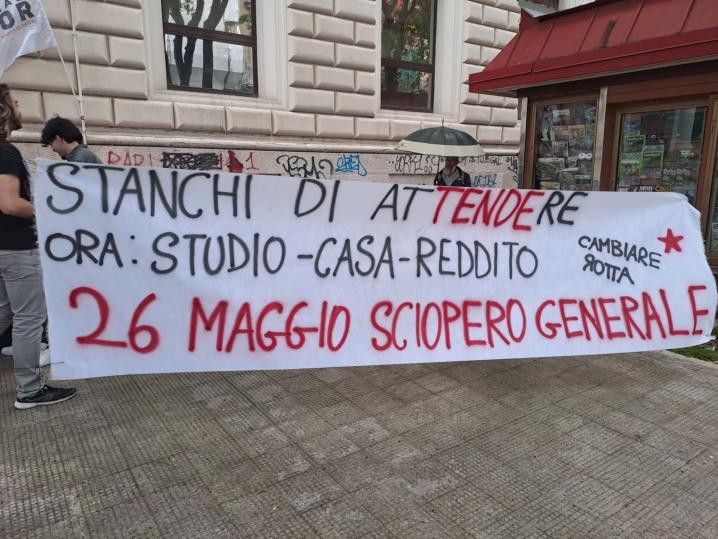 STANCHI DI ATTENDERE
ORA: STUDIO-CASA-REDDITO
CAMBIARE
ROTTA
26 MAGGIO SCIOPERO GENERALE